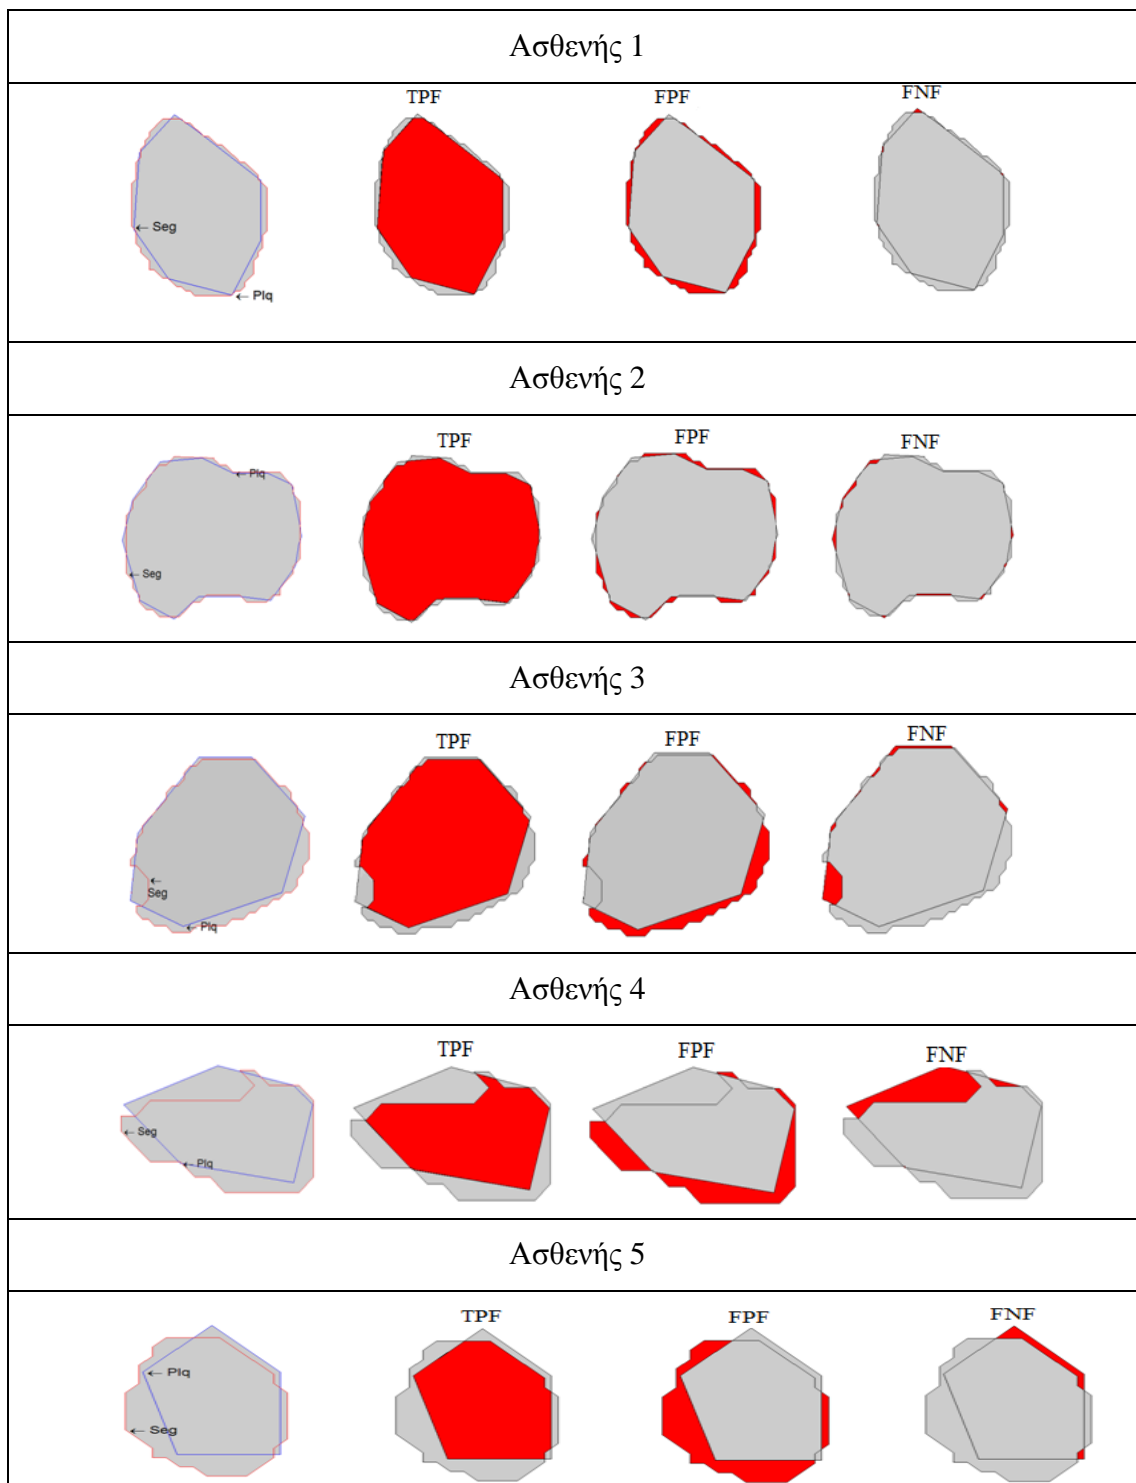 Ασθενής 1
TPF
FPF
FNF
← Seg
← Plq
Ασθενής 2
TPF
FPF
FNF
← Plq
← Seg
Ασθενής 3
TPF
FPF
FNF
←
Seg
← Plq
Ασθενής 4
TPF
FPF
FNF
← Seg
← Plq
Ασθενής 5
TPF
FPF
FNF
← Plq
← Seg